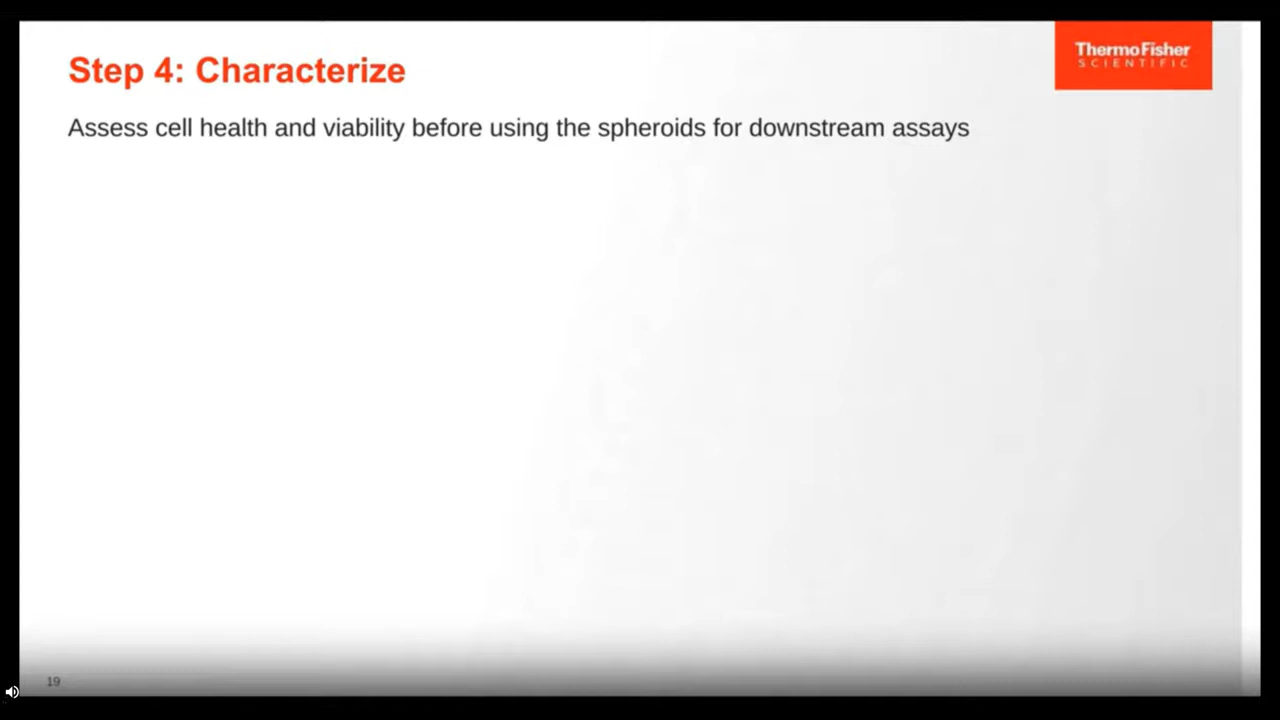 Step 4: Characterize
ThermoFisher
SCIENTIFIC
Assess cell health and viability before using the spheroids for downstream assays
19